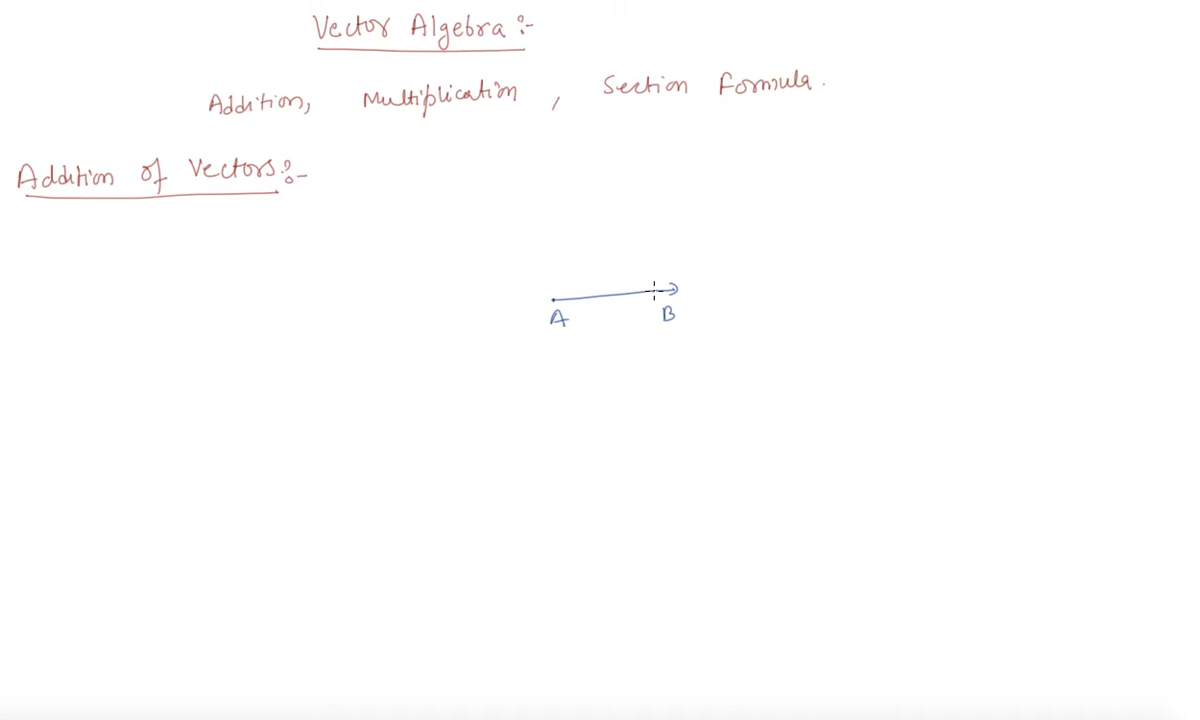 Vector Algebra :-
Addition, Multiplication, Section Formula.
Addition of Vectors :-
A B